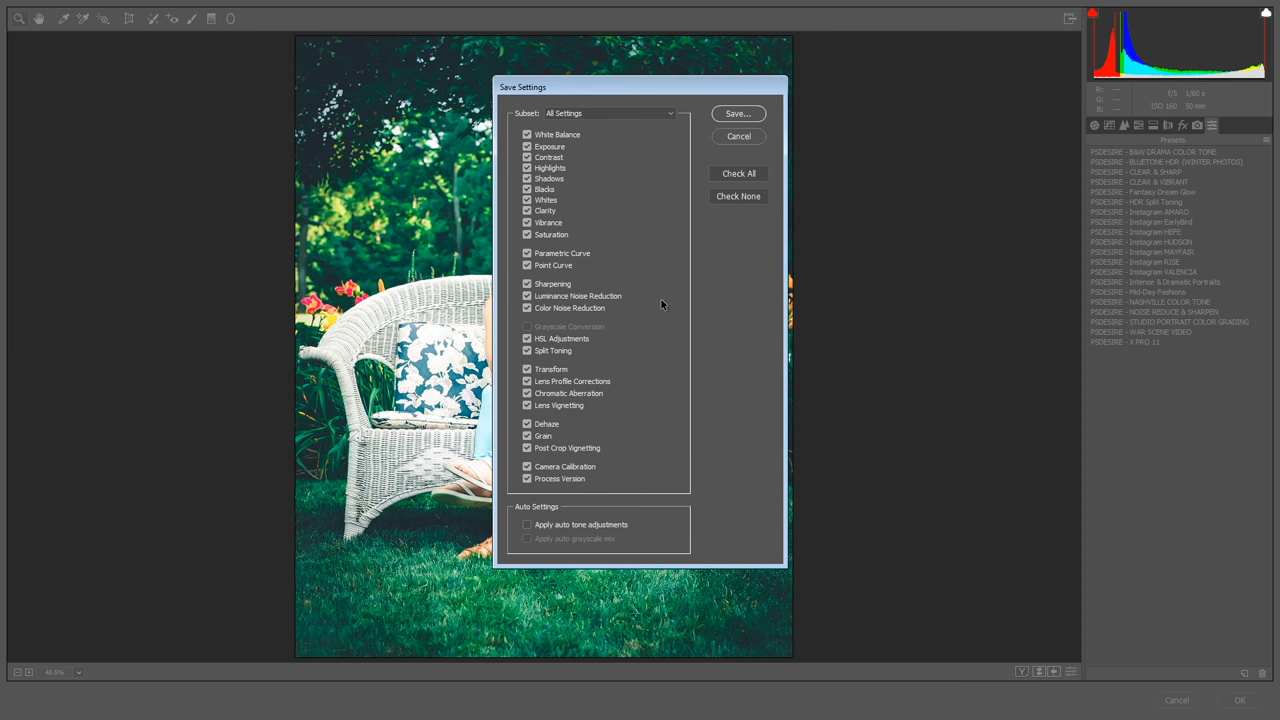 Save Settings
Subset: All Settings
Save...
Cancel
Check All
Check None
White Balance
Exposure
Contrast
Highlights
Shadows
Blacks
Whites
Clarity
Vibrance
Saturation
Parametric Curve
Point Curve
Sharpening
Luminance Noise Reduction
Color Noise Reduction
Grayscale Conversion
HSL Adjustments
Split Toning
Transform
Lens Profile Corrections
Chromatic Aberration
Lens Vignetting
Dehaze
Grain
Post Crop Vignetting
Camera Calibration
Process Version
Auto Settings
Apply auto tone adjustments
Apply auto grayscale mix
R: ---
G: ---
B: ---
f/5 1/60 s
ISO 160 50 mm
fx
Presets
PSDESIRE - B&W DRAMA COLOR TONE
PSDESIRE - BLUETONE HDR (WINTER PHOTOS)
PSDESIRE - CLEAR & SHARP
PSDESIRE - CLEAR & VIBRANT
PSDESIRE - Fantasy Dream Glow
PSDESIRE - HDR Split Toning
PSDESIRE - Instagram AMARO
PSDESIRE - Instagram EarlyBird
PSDESIRE - Instagram HEFE
PSDESIRE - Instagram HUDSON
PSDESIRE - Instagram MAYFAIR
PSDESIRE - Instagram RISE
PSDESIRE - Instagram VALENCIA
PSDESIRE - Intense & Dramatic Portraits
PSDESIRE - Mid-Day Fashions
PSDESIRE - NASHVILLE COLOR TONE
PSDESIRE - NOISE REDUCE & SHARPEN
PSDESIRE - STUDIO PORTRAIT COLOR GRADING
PSDESIRE - WAR SCENE VIDEO
PSDESIRE - X PRO 11
48.5%
Y
Cancel
OK